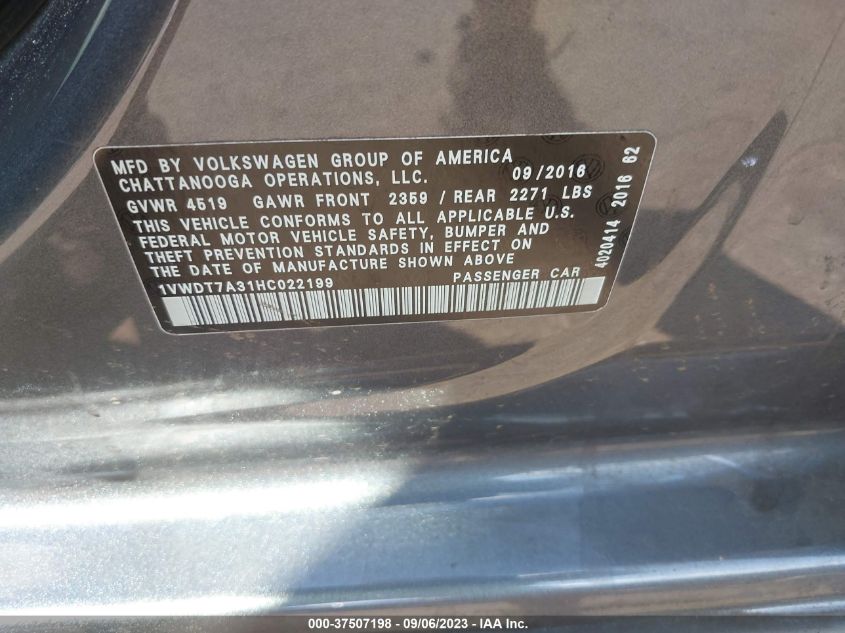 MFD BY VOLKSWAGEN GROUP OF AMERICA
CHATTANOOGA OPERATIONS, LLC. 09/2016
GVWR 4519 GAWR FRONT 2359 / REAR 2271 LBS
THIS VEHICLE CONFORMS TO ALL APPLICABLE U.S.
FEDERAL MOTOR VEHICLE SAFETY, BUMPER AND
THEFT PREVENTION STANDARDS IN EFFECT ON
THE DATE OF MANUFACTURE SHOWN ABOVE
1VWDT7A31HC022199 PASSENGER CAR
4020414 2016 62
000-37507198 - 09/06/2023 - IAA Inc.